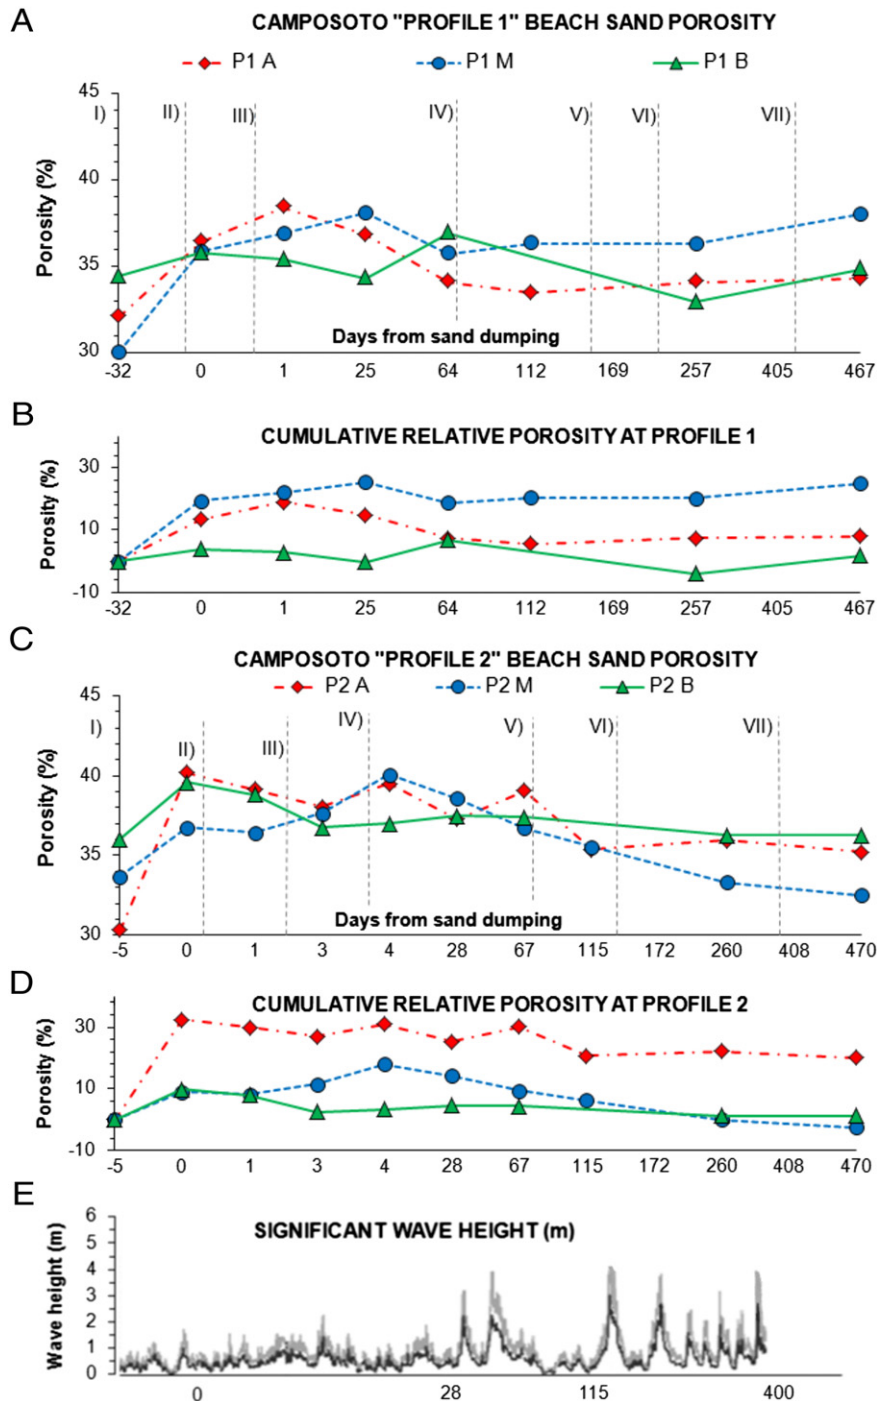 A
CAMPOSOTO "PROFILE 1" BEACH SAND POROSITY
P1 A P1 M P1 B
45
I) II) III) IV) V) VI) VII)
40
Porosity (%)
35
Days from sand dumping
30
-32 0 1 25 64 112 169 257 405 467
B
CUMULATIVE RELATIVE POROSITY AT PROFILE 1
30
Porosity (%)
10
-10
-32 0 1 25 64 112 169 257 405 467
C
CAMPOSOTO "PROFILE 2" BEACH SAND POROSITY
P2 A P2 M P2 B
45
I) II) III) IV) V) VI) VII)
40
Porosity (%)
35
Days from sand dumping
30
-5 0 1 3 4 28 67 115 172 260 408 470
D
CUMULATIVE RELATIVE POROSITY AT PROFILE 2
30
Porosity (%)
10
-10
-5 0 1 3 4 28 67 115 172 260 408 470
E
SIGNIFICANT WAVE HEIGHT (m)
6
5
4
Wave height (m)
3
2
1
0
0 28 115 400